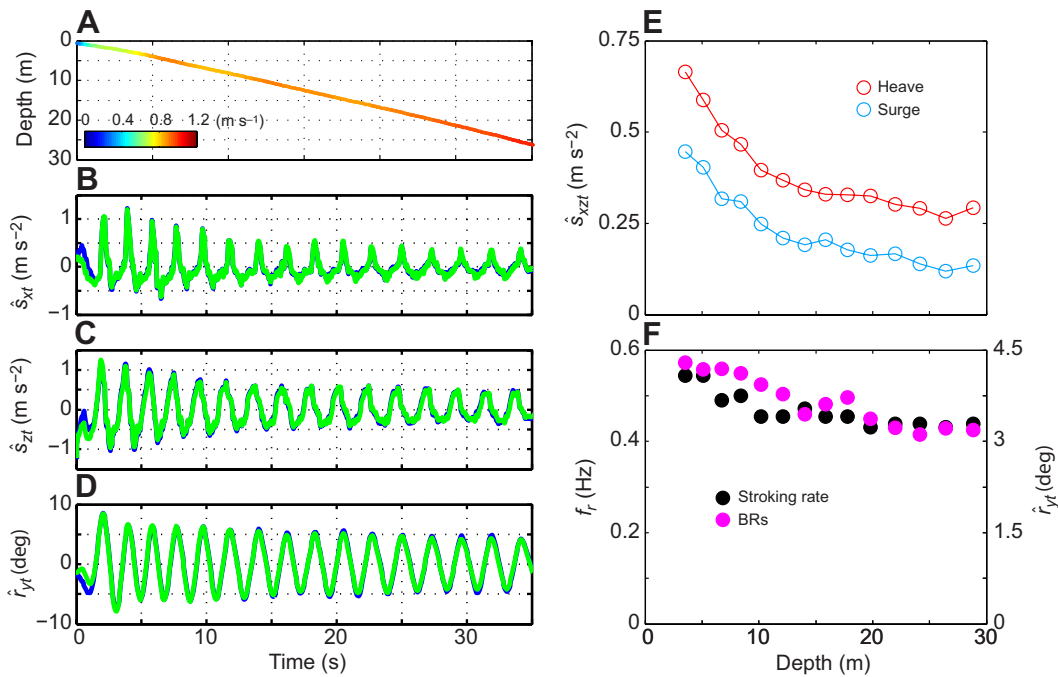 A
Depth (m)
0
10
20
30
0 0.4 0.8 1.2 (m s⁻¹)
B
ŝxt (m s⁻²)
1
0
−1
C
ŝzt (m s⁻²)
1
0
−1
D
r̂yt (deg)
10
0
−10
0 10 20 30
Time (s)
E
ŝxzt (m s⁻²)
0.75
0.5
0.25
0
Heave
Surge
F
fr (Hz)
0.6
0.4
0.2
0
Stroking rate
BRs
4.5
3
1.5
0
r̂yt (deg)
0 10 20 30
Depth (m)